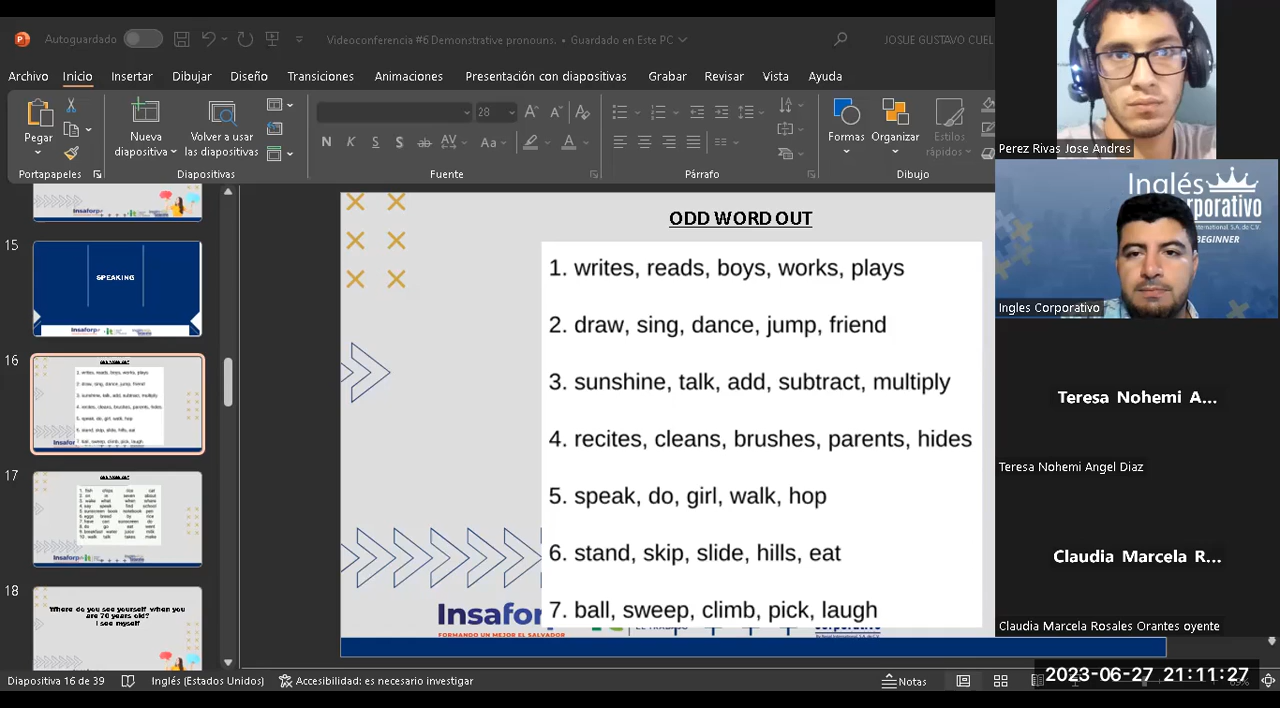 Autoguardado
Videoconferencia #6 Demonstrative pronouns. • Guardado en Este PC
JOSUE GUSTAVO CUEL
Archivo Inicio Insertar Dibujar Diseño Transiciones Animaciones Presentación con diapositivas Grabar Revisar Vista Ayuda
Pegar
Nueva diapositiva
Volver a usar las diapositivas
28
N K S S ab AV Aa A
Formas
Organizar
Estilos rápidos
Portapapeles
Diapositivas
Fuente
Párrafo
Dibujo
15
SPEAKING
16
17
18
Where do you see yourself when you
are 70 years old?
I see myself
ODD WORD OUT
1. writes, reads, boys, works, plays
2. draw, sing, dance, jump, friend
3. sunshine, talk, add, subtract, multiply
4. recites, cleans, brushes, parents, hides
5. speak, do, girl, walk, hop
6. stand, skip, slide, hills, eat
7. ball, sweep, climb, pick, laugh
Insafor
FORMANDO UN MEJOR EL SALVADOR
Perez Rivas Jose Andres
Inglés
BEGINNER
Ingles Corporativo
Teresa Nohemi A...
Teresa Nohemi Angel Diaz
Claudia Marcela R...
Claudia Marcela Rosales Orantes oyente
Diapositiva 16 de 39
Inglés (Estados Unidos)
Accesibilidad: es necesario investigar
Notas
2023-06-27 21:11:27